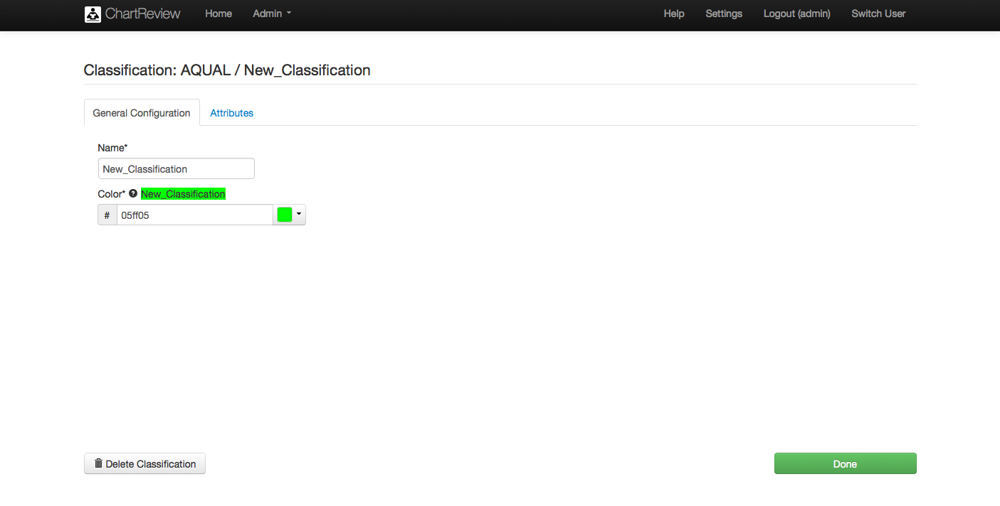 ChartReview Home Admin Help Settings Logout (admin) Switch User
Classification: AQUAL / New_Classification
General Configuration Attributes
Name*
New_Classification
Color* New_Classification
# 05ff05
Delete Classification Done